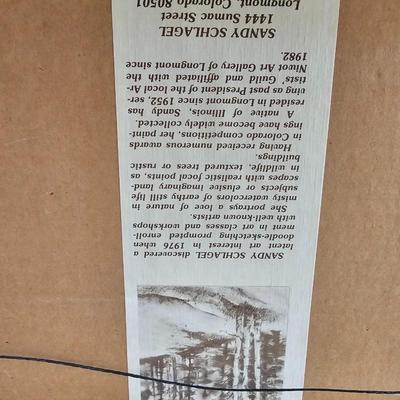 SANDY SCHLAGEL discovered a
latent art interest in 1976 when
doodle-sketching prompted enroll-
ment in art classes and workshops
with well-known artists.
She portrays a love of nature in
misty watercolors of earthy still life
subjects or elusive imaginary land-
scapes with realistic focal points, as
in wildlife, textured trees or rustic
buildings.
Having received numerous awards
in Colorado competitions, her paint-
ings have become widely collected.
A native of Illinois, Sandy has
resided in Longmont since 1952, ser-
ving as past President of the local Ar-
tists' Guild and affiliated with the
Niwot Art Gallery of Longmont since
1982.
SANDY SCHLAGEL
1444 Sumac Street
Longmont, Colorado 80501